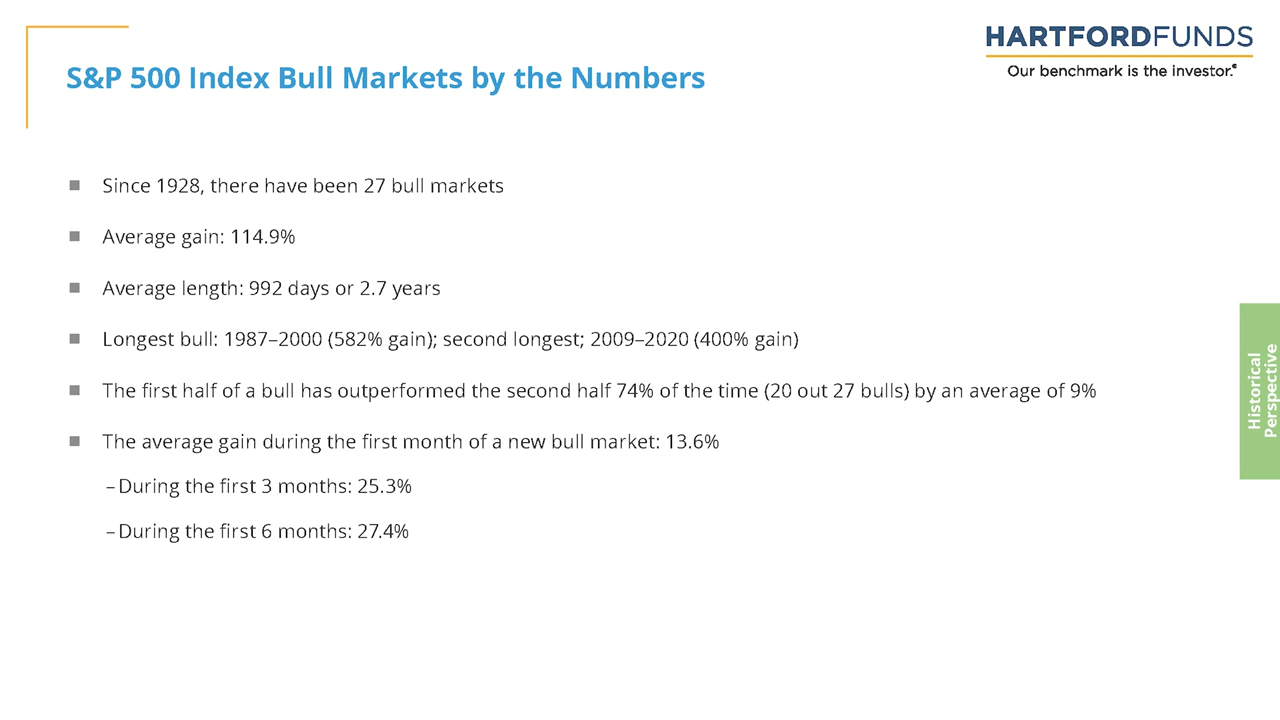 HARTFORDFUNDS
Our benchmark is the investor.®
S&P 500 Index Bull Markets by the Numbers
■ Since 1928, there have been 27 bull markets
■ Average gain: 114.9%
■ Average length: 992 days or 2.7 years
■ Longest bull: 1987–2000 (582% gain); second longest; 2009–2020 (400% gain)
■ The first half of a bull has outperformed the second half 74% of the time (20 out 27 bulls) by an average of 9%
■ The average gain during the first month of a new bull market: 13.6%
–During the first 3 months: 25.3%
–During the first 6 months: 27.4%
Historical
Perspective